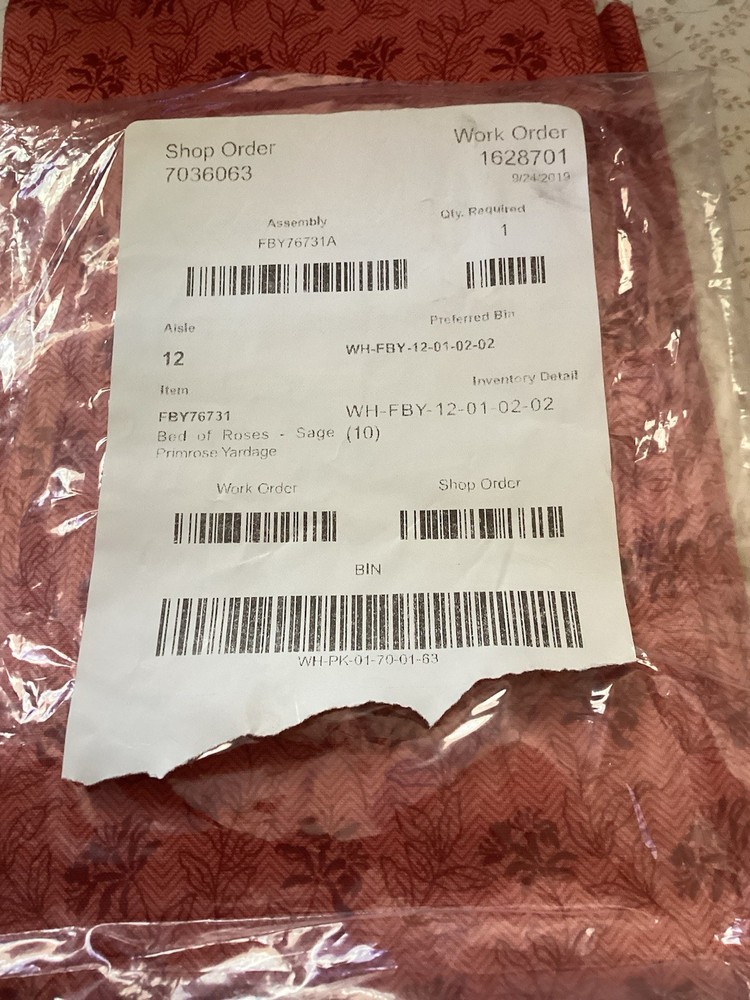 Shop Order
7036063
Work Order
1628701
9/24/2019
Assembly
FBY76731A
Qty. Required
1
Aisle
12
Preferred Bin
WH-FBY-12-01-02-02
Item
Inventory Detail
FBY76731
Bed of Roses - Sage
Primrose Yardage
WH-FBY-12-01-02-02
(10)
Work Order
Shop Order
BIN
WH-PK-01-70-01-63